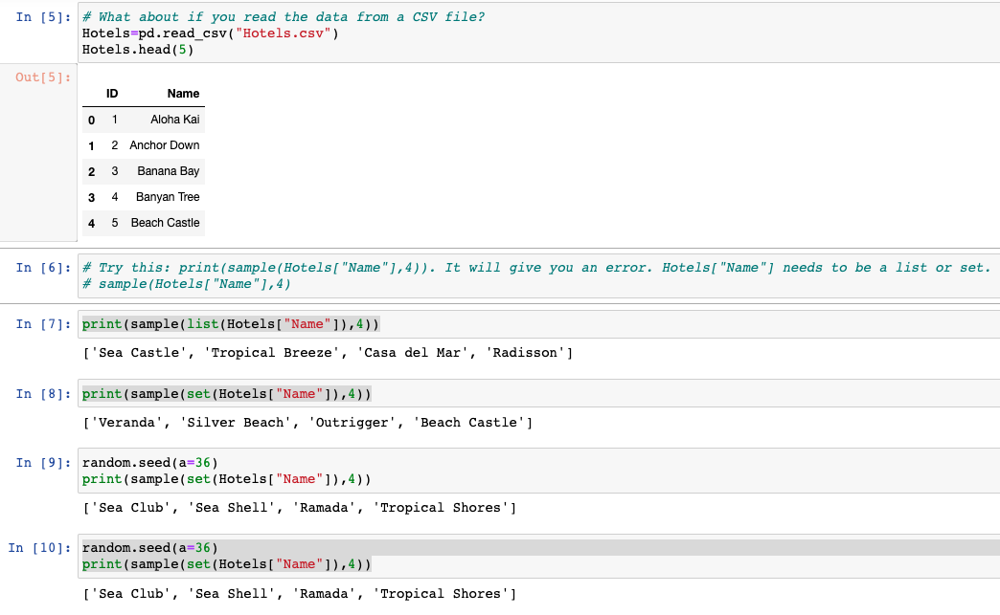 In [5]: # What about if you read the data from a CSV file?
Hotels=pd.read_csv("Hotels.csv")
Hotels.head(5)
Out[5]:
ID Name
0 1 Aloha Kai
1 2 Anchor Down
2 3 Banana Bay
3 4 Banyan Tree
4 5 Beach Castle
In [6]: # Try this: print(sample(Hotels["Name"],4)). It will give you an error. Hotels["Name"] needs to be a list or set.
# sample(Hotels["Name"],4)
In [7]: print(sample(list(Hotels["Name"]),4))
['Sea Castle', 'Tropical Breeze', 'Casa del Mar', 'Radisson']
In [8]: print(sample(set(Hotels["Name"]),4))
['Veranda', 'Silver Beach', 'Outrigger', 'Beach Castle']
In [9]: random.seed(a=36)
print(sample(set(Hotels["Name"]),4))
['Sea Club', 'Sea Shell', 'Ramada', 'Tropical Shores']
In [10]: random.seed(a=36)
print(sample(set(Hotels["Name"]),4))
['Sea Club', 'Sea Shell', 'Ramada', 'Tropical Shores']